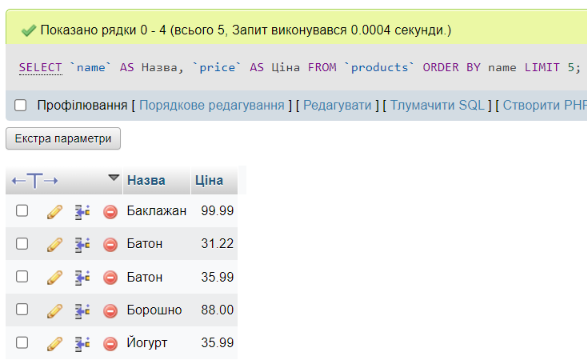 Показано рядки 0 - 4 (всього 5, Запит виконувався 0.0004 секунди.)
SELECT `name` AS Назва, `price` AS Ціна FROM `products` ORDER BY name LIMIT 5;
Профілювання [ Порядкове редагування ] [ Редагувати ] [ Тлумачити SQL ] [ Створити PHP
Екстра параметри
Назва Ціна
Баклажан 99.99
Батон 31.22
Батон 35.99
Борошно 88.00
Йогурт 35.99